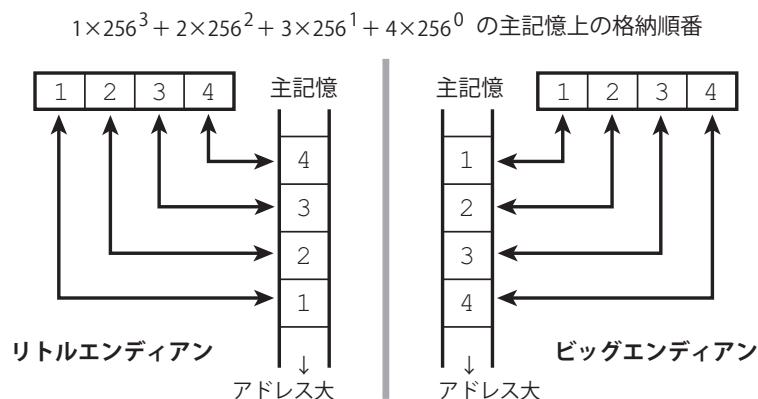 1×256³ + 2×256² + 3×256¹ + 4×256⁰ の主記憶上の格納順番
1 2 3 4
主記憶
4
3
2
1
リトルエンディアン
↓
アドレス大
主記憶
1 2 3 4
1
2
3
4
ビッグエンディアン
↓
アドレス大